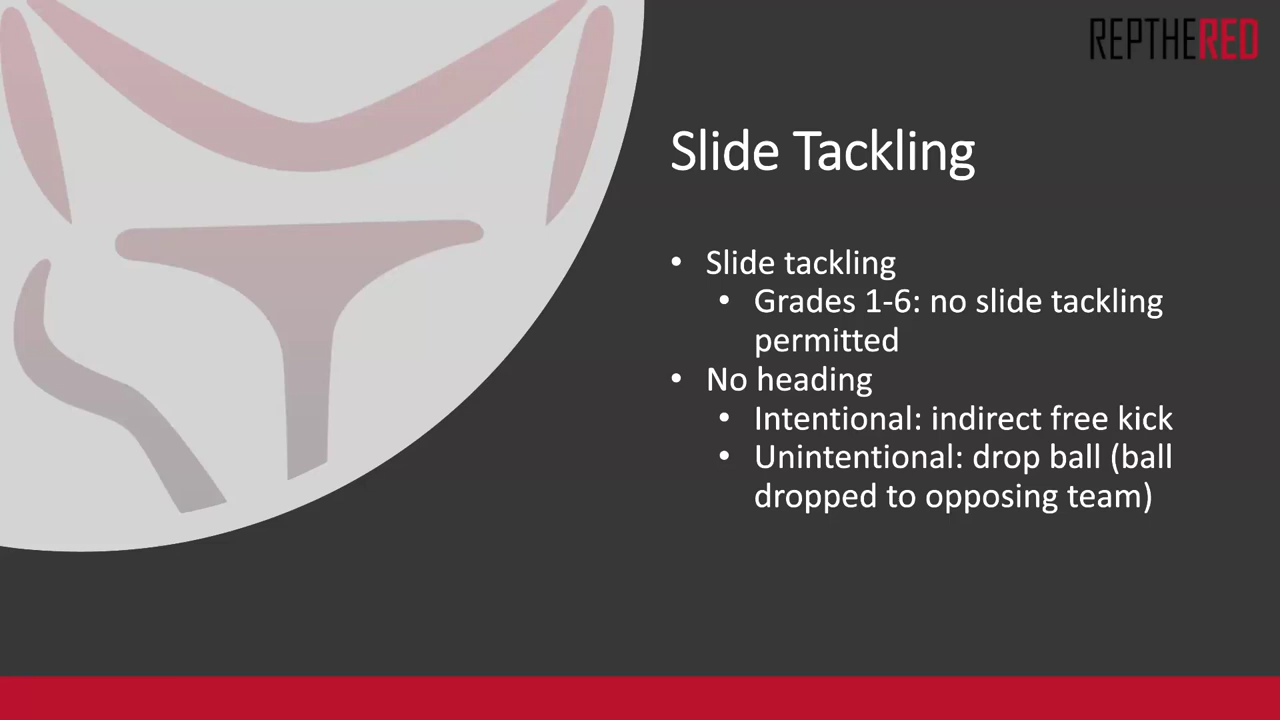 REPTHERED
Slide Tackling
• Slide tackling
• Grades 1-6: no slide tackling
permitted
• No heading
• Intentional: indirect free kick
• Unintentional: drop ball (ball
dropped to opposing team)